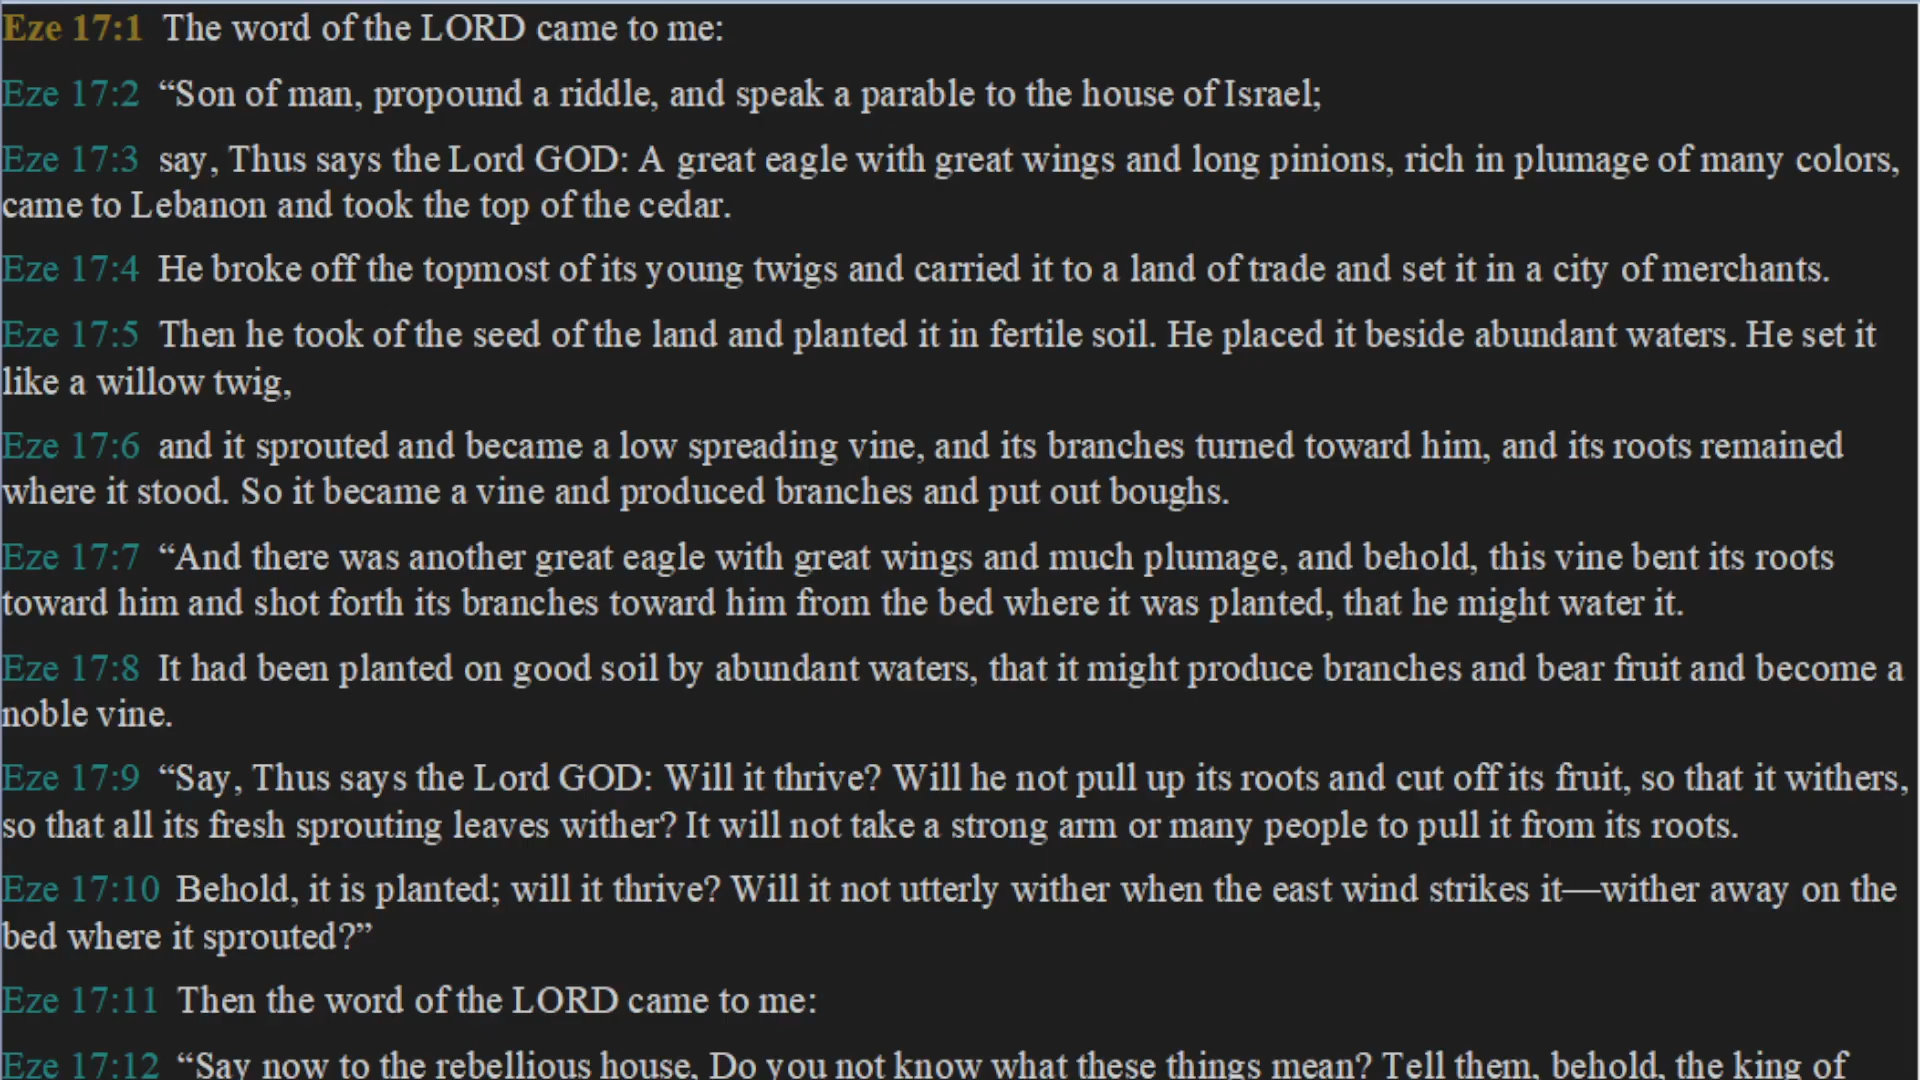 Eze 17:1 The word of the LORD came to me:
Eze 17:2 “Son of man, propound a riddle, and speak a parable to the house of Israel;
Eze 17:3 say, Thus says the Lord GOD: A great eagle with great wings and long pinions, rich in plumage of many colors,
came to Lebanon and took the top of the cedar.
Eze 17:4 He broke off the topmost of its young twigs and carried it to a land of trade and set it in a city of merchants.
Eze 17:5 Then he took of the seed of the land and planted it in fertile soil. He placed it beside abundant waters. He set it
like a willow twig,
Eze 17:6 and it sprouted and became a low spreading vine, and its branches turned toward him, and its roots remained
where it stood. So it became a vine and produced branches and put out boughs.
Eze 17:7 “And there was another great eagle with great wings and much plumage, and behold, this vine bent its roots
toward him and shot forth its branches toward him from the bed where it was planted, that he might water it.
Eze 17:8 It had been planted on good soil by abundant waters, that it might produce branches and bear fruit and become a
noble vine.
Eze 17:9 “Say, Thus says the Lord GOD: Will it thrive? Will he not pull up its roots and cut off its fruit, so that it withers,
so that all its fresh sprouting leaves wither? It will not take a strong arm or many people to pull it from its roots.
Eze 17:10 Behold, it is planted; will it thrive? Will it not utterly wither when the east wind strikes it—wither away on the
bed where it sprouted?”
Eze 17:11 Then the word of the LORD came to me:
Eze 17:12 “Say now to the rebellious house, Do you not know what these things mean? Tell them, behold, the king of